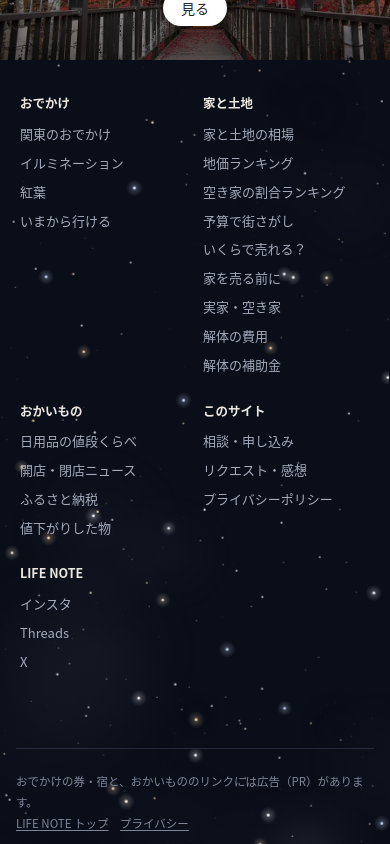 見る
おでかけ
関東のおでかけ
イルミネーション
紅葉
いまから行ける
家と土地
家と土地の相場
地価ランキング
空き家の割合ランキング
予算で街さがし
いくらで売れる？
家を売る前に
実家・空き家
解体の費用
解体の補助金
おかいもの
日用品の値段くらべ
開店・閉店ニュース
ふるさと納税
値下がりした物
このサイト
相談・申し込み
リクエスト・感想
プライバシーポリシー
LIFE NOTE
インスタ
Threads
X
おでかけの券・宿と、おかいもののリンクには広告（PR）がありま
す。
LIFE NOTE トップ プライバシー